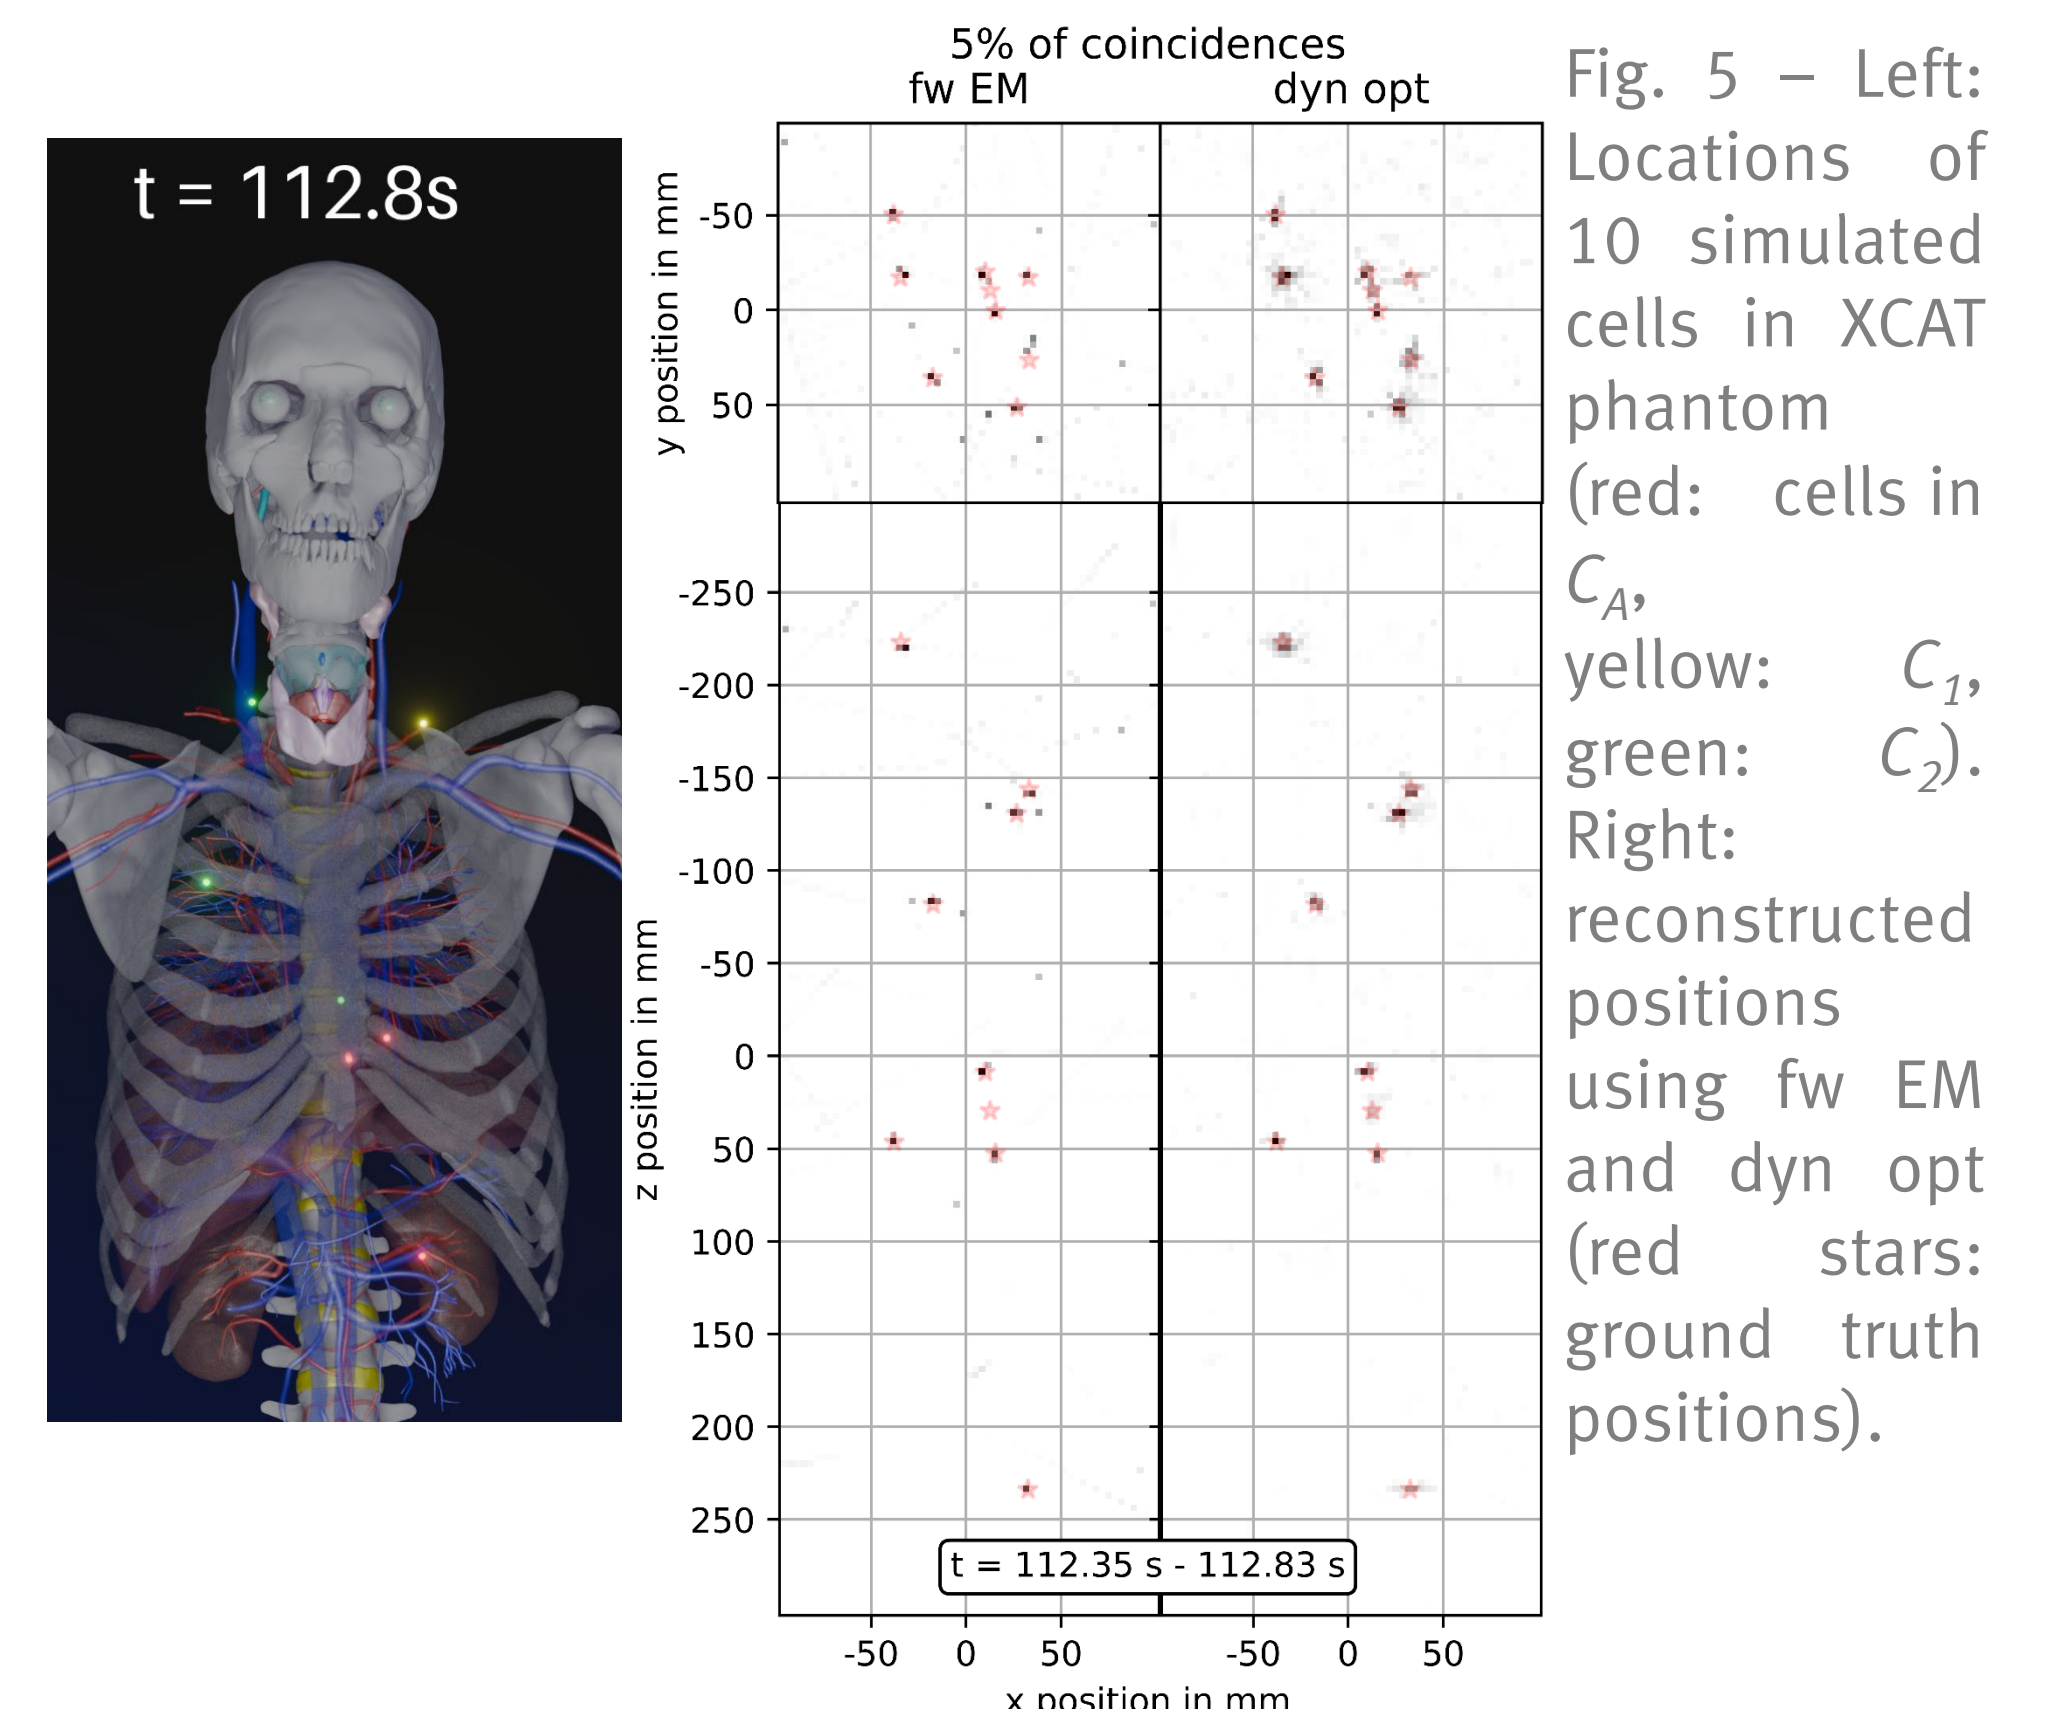 t = 112.8s
5% of coincidences
fw EM dyn opt
y position in mm
-50
0
50
z position in mm
-250
-200
-150
-100
-50
0
50
100
150
200
250
t = 112.35 s - 112.83 s
-50 0 50 -50 0 50
x position in mm
Fig. 5 – Left:
Locations of
10 simulated
cells in XCAT
phantom
(red: cells in
C_A,
yellow: C_1,
green: C_2).
Right:
reconstructed
positions
using fw EM
and dyn opt
(red stars:
ground truth
positions).